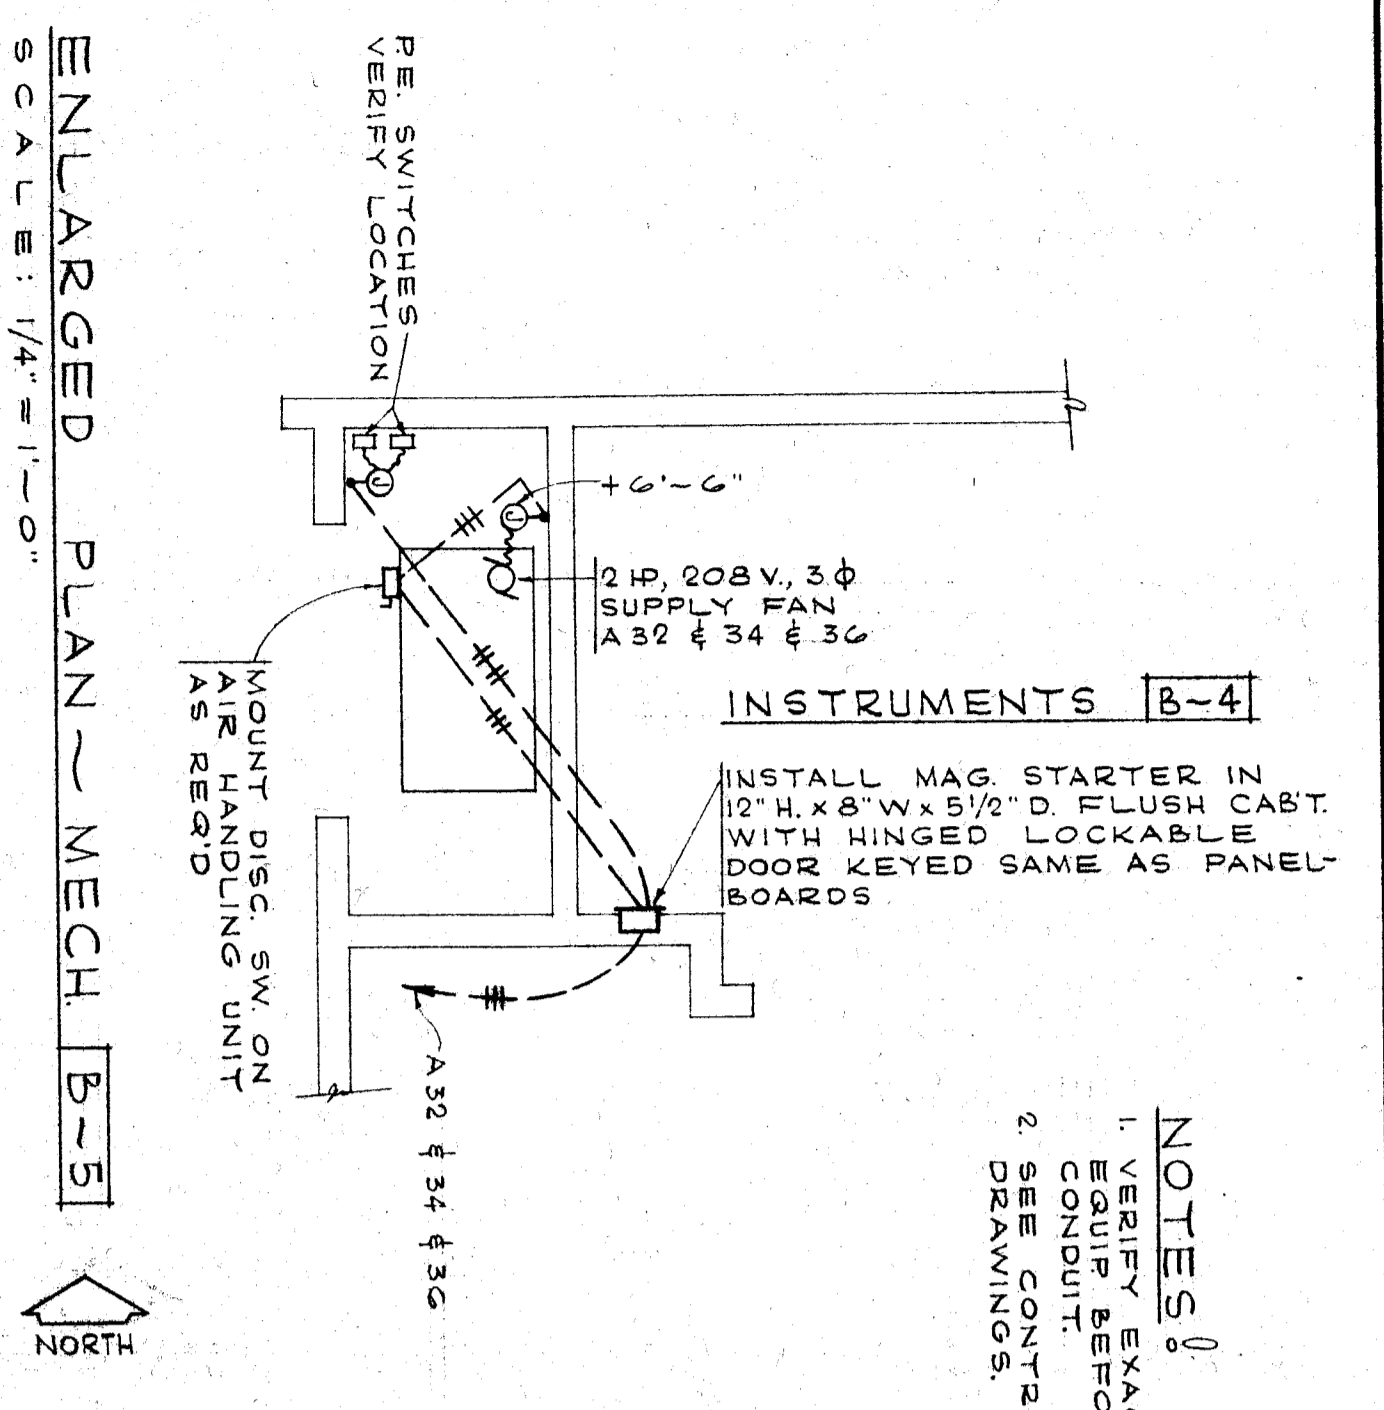 ENLARGED PLAN ~ MECH. B~5
SCALE: 1/4" = 1'-0"
P.E. SWITCHES
VERIFY LOCATION
+6'-6"
J
J
2 HP, 208 V., 3 φ
SUPPLY FAN
A 32 & 34 & 36
INSTRUMENTS B~4
INSTALL MAG. STARTER IN
12" H. x 8" W x 5 1/2" D. FLUSH CAB'T.
WITH HINGED LOCKABLE
DOOR KEYED SAME AS PANEL-
BOARDS
MOUNT DISC. SW. ON
AIR HANDLING UNIT
AS REQ'D
A 32 & 34 & 36
NOTES:
1. VERIFY
EQUIP. BEFO
CONDUIT.
2. SEE CONTR
DRAWINGS.
NORTH